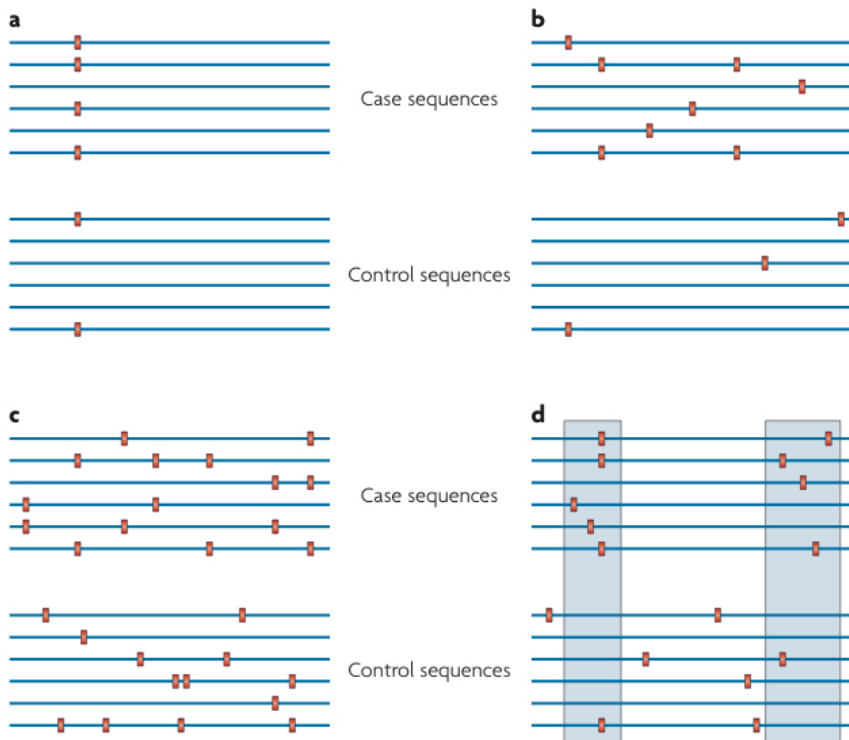 a
b
Case sequences
Control sequences
c
d
Case sequences
Control sequences